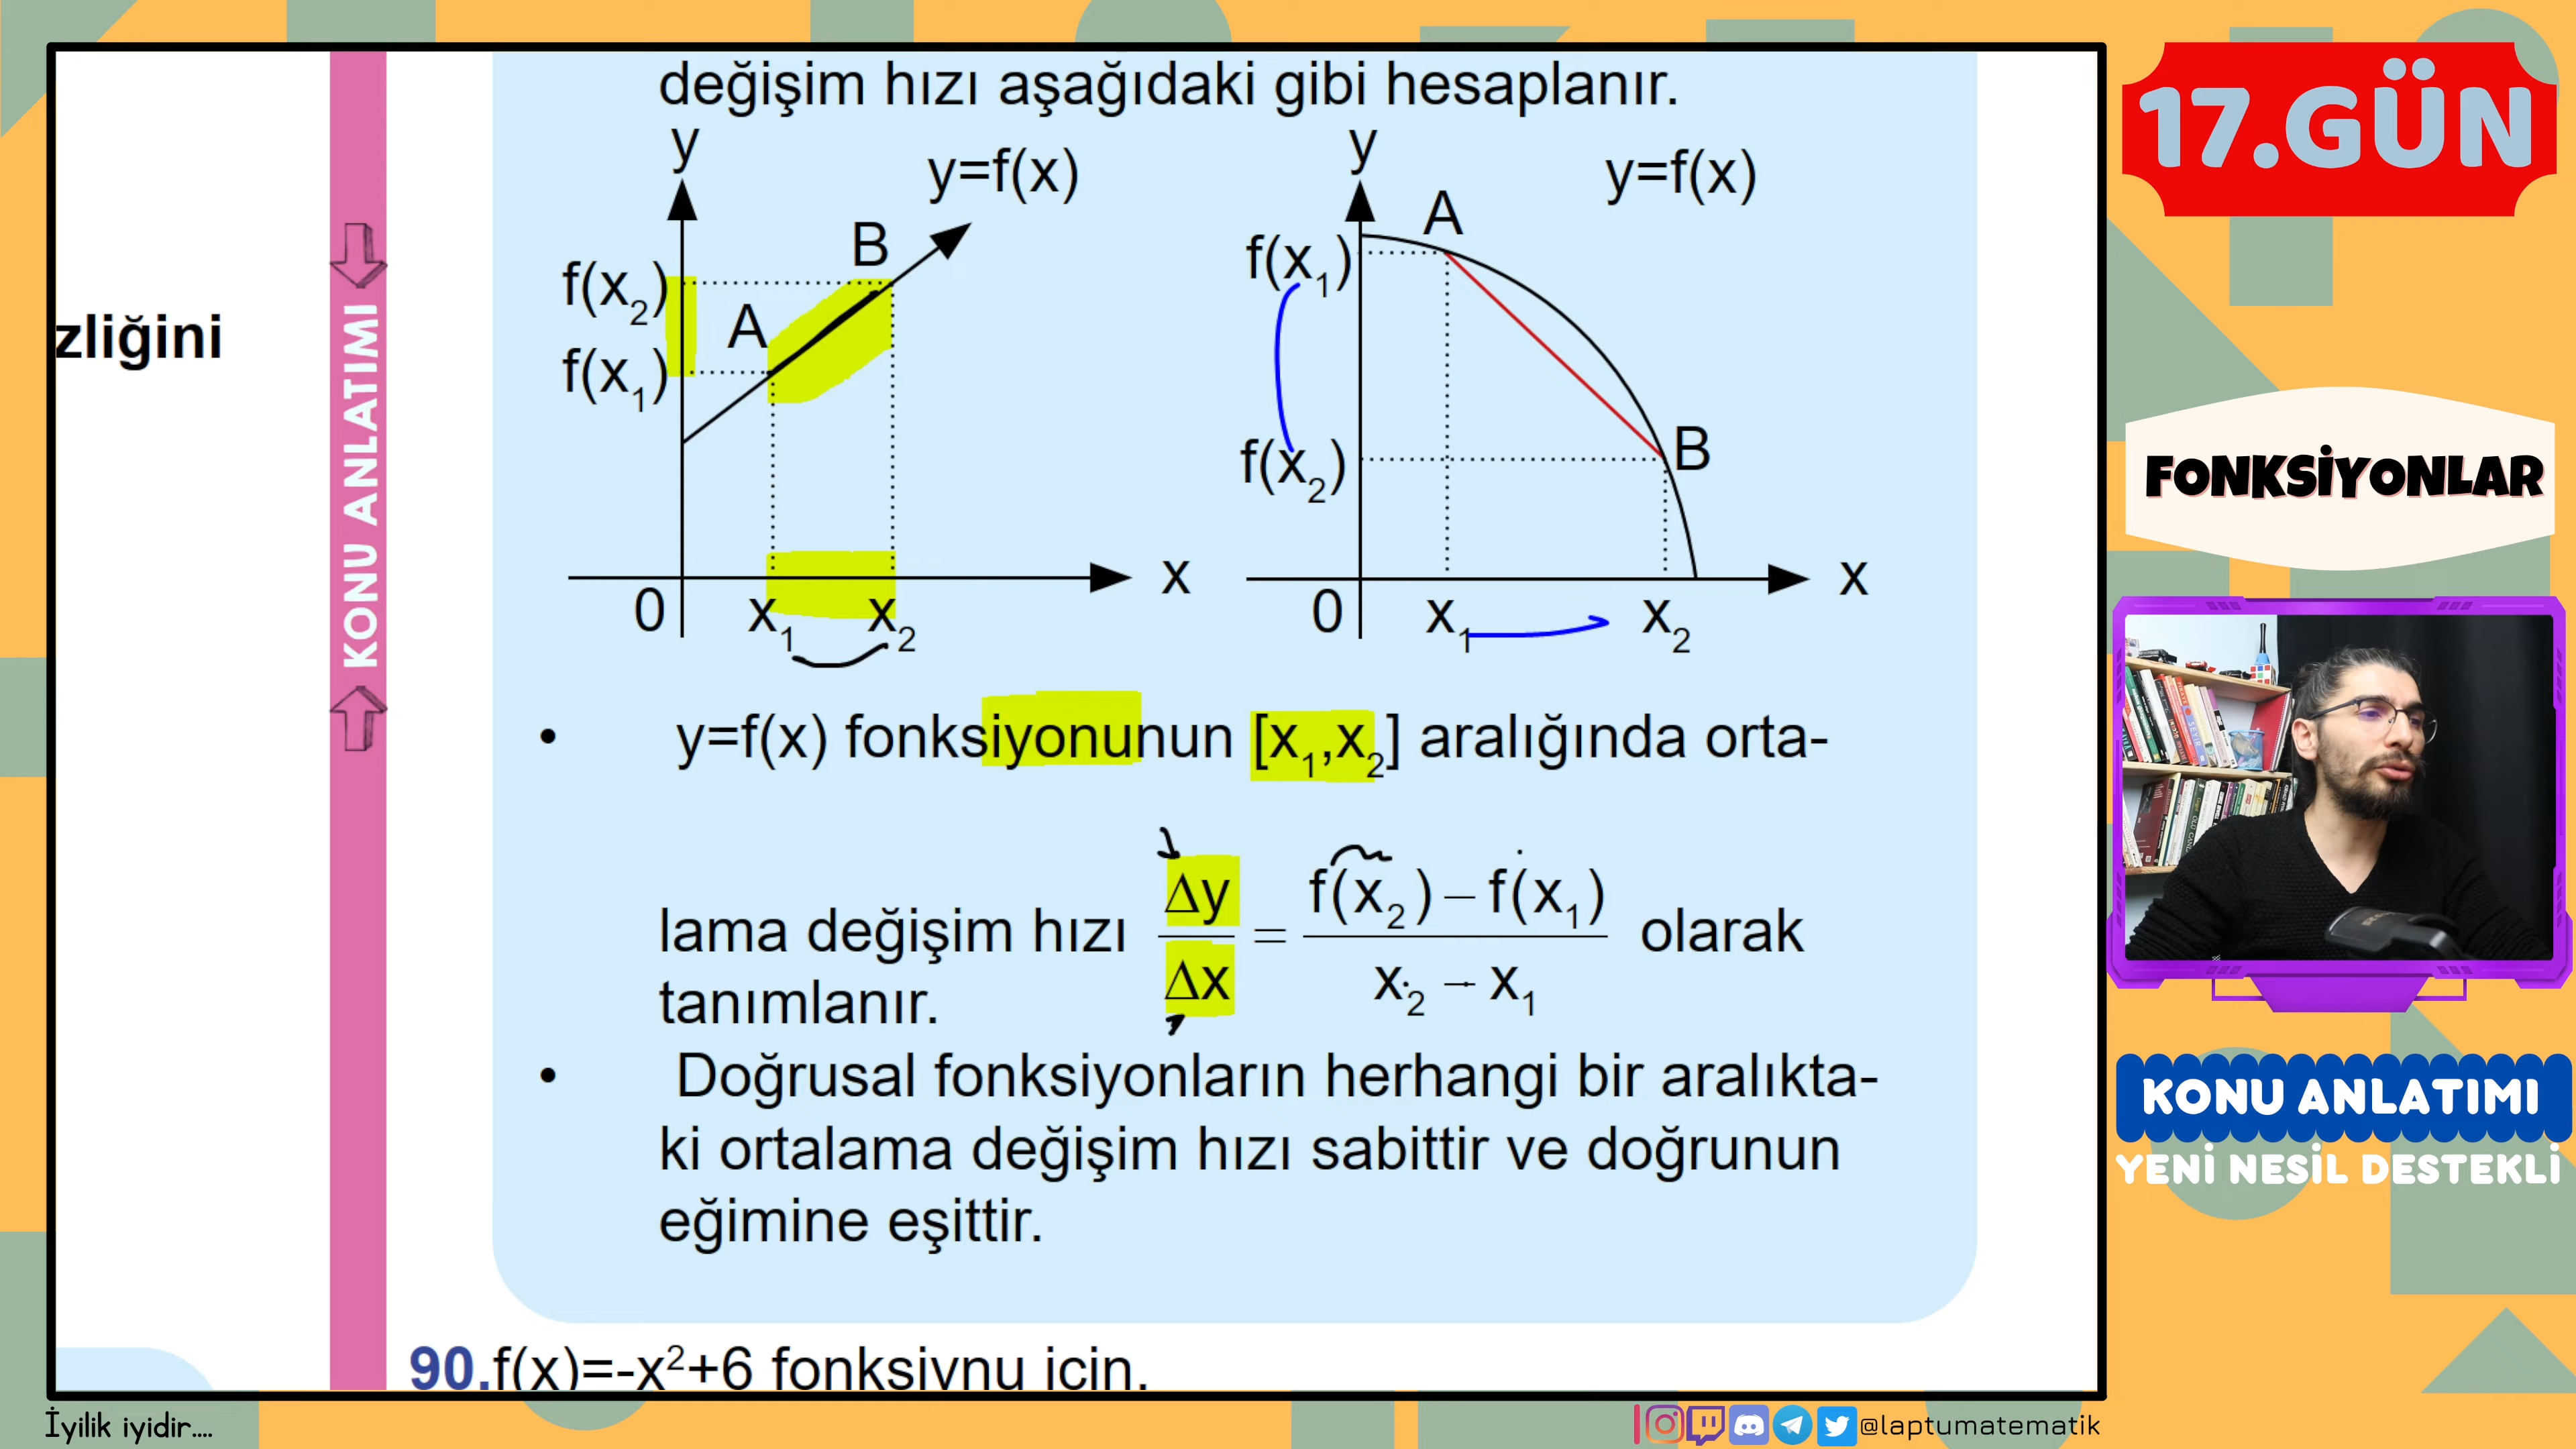 değişim hızı aşağıdaki gibi hesaplanır.
y
y=f(x)
B
f(x₂)
A
f(x₁)
0
x₁
x₂
x
y
y=f(x)
A
f(x₁)
f(x₂)
B
0
x₁
x₂
x
zliğini
KONU ANLATIMI
• y=f(x) fonksiyonunun [x₁,x₂] aralığında orta-
lama değişim hızı Δy/Δx = f(x₂) – f(x₁) / x₂ – x₁ olarak
tanımlanır.
• Doğrusal fonksiyonların herhangi bir aralıkta-
ki ortalama değişim hızı sabittir ve doğrunun
eğimine eşittir.
90.f(x)=-x²+6 fonksiynu için,
17.GÜN
FONKSİYONLAR
KONU ANLATIMI
YENİ NESİL DESTEKLİ
İyilik iyidir....
@laptumatematik